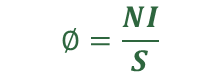 ∅ = NI/S